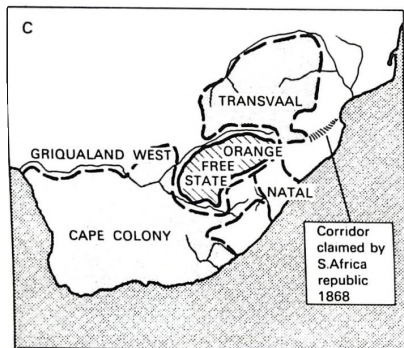 C
TRANSVAAL
GRIQUALAND WEST
ORANGE
FREE
STATE
NATAL
CAPE COLONY
Corridor
claimed by
S.Africa
republic
1868